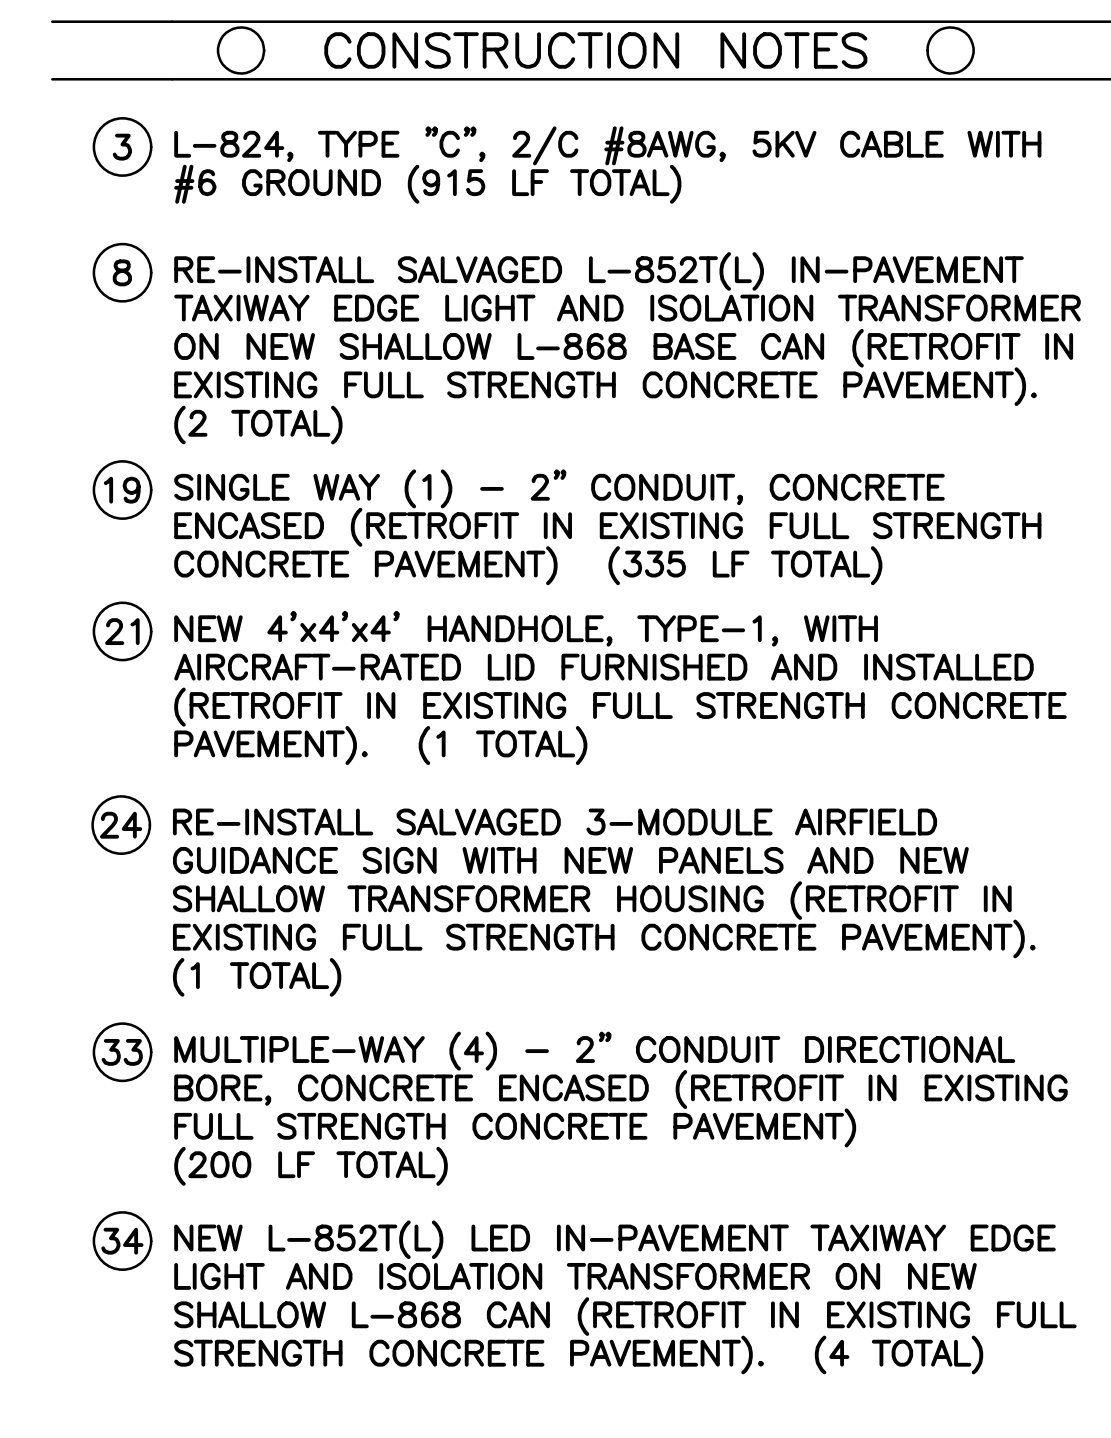 CONSTRUCTION NOTES
3 L-824, TYPE "C", 2/C #8AWG, 5KV CABLE WITH
#6 GROUND (915 LF TOTAL)
8 RE-INSTALL SALVAGED L-852T(L) IN-PAVEMENT
TAXIWAY EDGE LIGHT AND ISOLATION TRANSFORMER
ON NEW SHALLOW L-868 BASE CAN (RETROFIT IN
EXISTING FULL STRENGTH CONCRETE PAVEMENT).
(2 TOTAL)
19 SINGLE WAY (1) - 2" CONDUIT, CONCRETE
ENCASED (RETROFIT IN EXISTING FULL STRENGTH
CONCRETE PAVEMENT) (335 LF TOTAL)
21 NEW 4'x4'x4' HANDHOLE, TYPE-1, WITH
AIRCRAFT-RATED LID FURNISHED AND INSTALLED
(RETROFIT IN EXISTING FULL STRENGTH CONCRETE
PAVEMENT). (1 TOTAL)
24 RE-INSTALL SALVAGED 3-MODULE AIRFIELD
GUIDANCE SIGN WITH NEW PANELS AND NEW
SHALLOW TRANSFORMER HOUSING (RETROFIT IN
EXISTING FULL STRENGTH CONCRETE PAVEMENT).
(1 TOTAL)
33 MULTIPLE-WAY (4) - 2" CONDUIT DIRECTIONAL
BORE, CONCRETE ENCASED (RETROFIT IN EXISTING
FULL STRENGTH CONCRETE PAVEMENT)
(200 LF TOTAL)
34 NEW L-852T(L) LED IN-PAVEMENT TAXIWAY EDGE
LIGHT AND ISOLATION TRANSFORMER ON NEW
SHALLOW L-868 CAN (RETROFIT IN EXISTING FULL
STRENGTH CONCRETE PAVEMENT). (4 TOTAL)